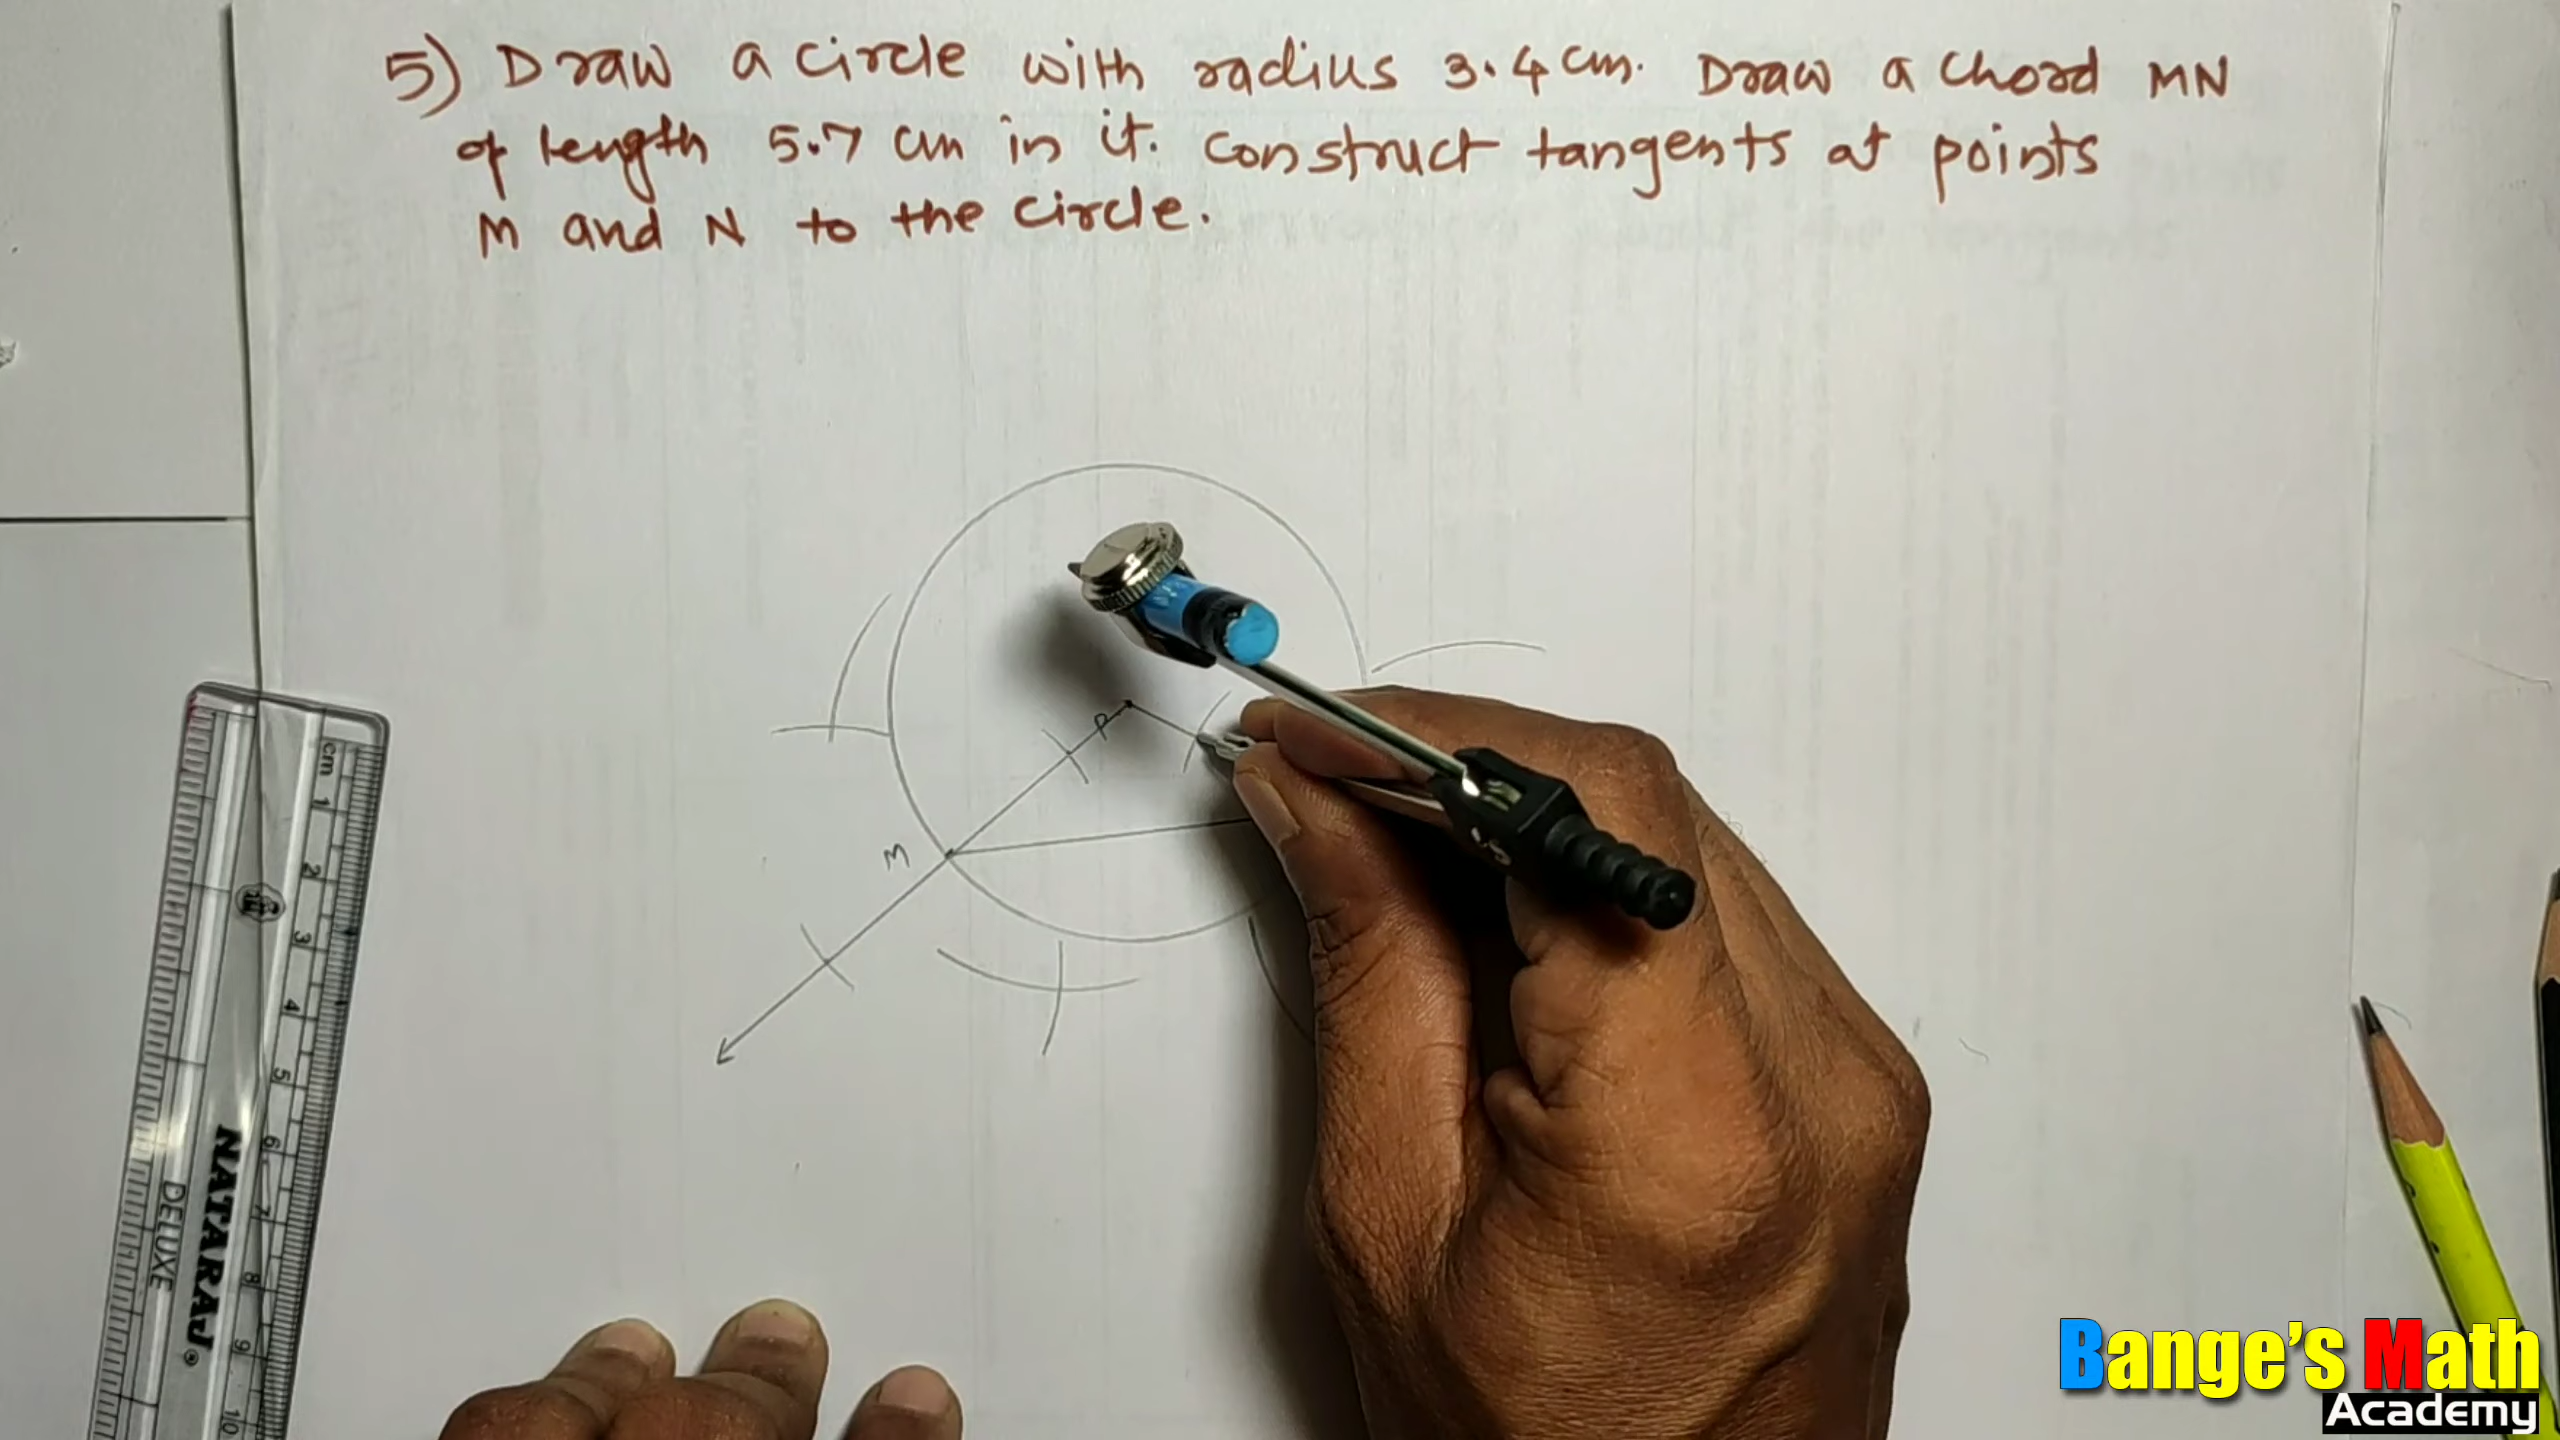 5) Draw a circle with radius 3.4 cm. Draw a chord MN
of length 5.7 cm in it. Construct tangents at points
M and N to the circle.
P
M
cm 1 2 3 4 5 6 7 8 9 10
NATARAJ
DELUXE
Bange's Math
Academy